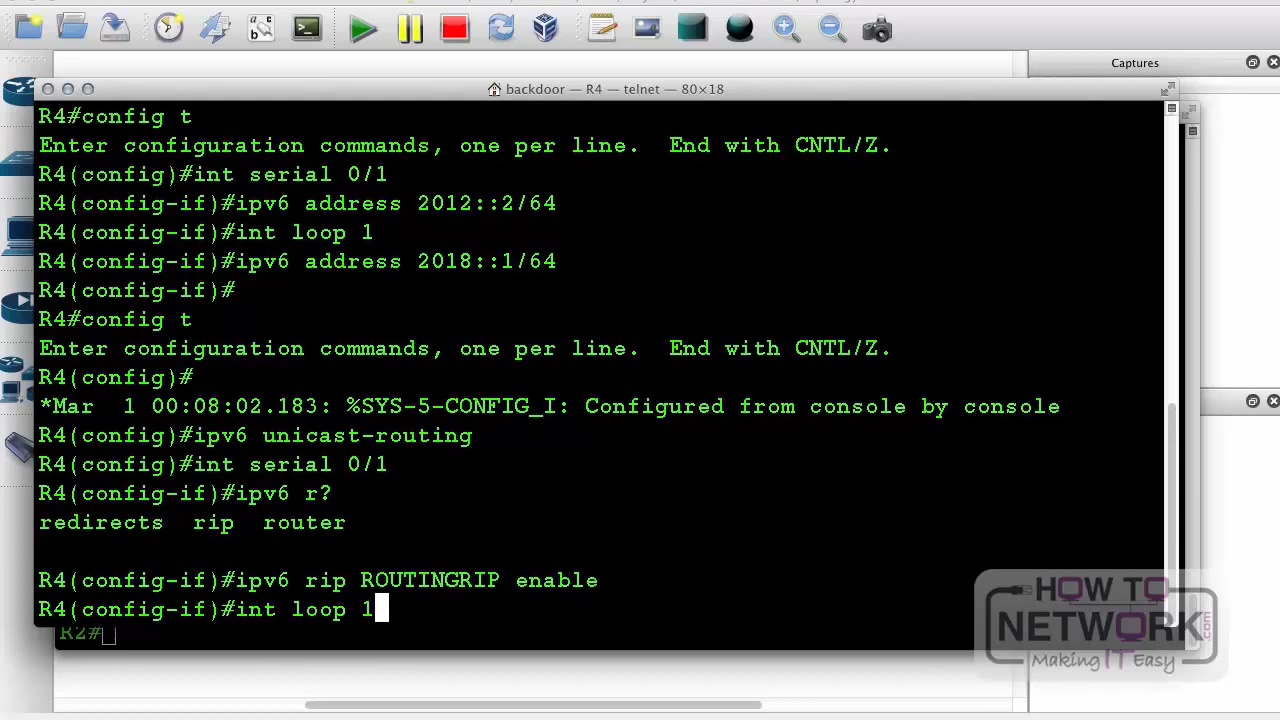 a b c
Captures
backdoor — R4 — telnet — 80×18
R4#config t
Enter configuration commands, one per line.  End with CNTL/Z.
R4(config)#int serial 0/1
R4(config-if)#ipv6 address 2012::2/64
R4(config-if)#int loop 1
R4(config-if)#ipv6 address 2018::1/64
R4(config-if)#
R4#config t
Enter configuration commands, one per line.  End with CNTL/Z.
R4(config)#
*Mar  1 00:08:02.183: %SYS-5-CONFIG_I: Configured from console by console
R4(config)#ipv6 unicast-routing
R4(config)#int serial 0/1
R4(config-if)#ipv6 r?
redirects  rip  router
R4(config-if)#ipv6 rip ROUTINGRIP enable
R4(config-if)#int loop 1
R2#
HOW TO
NETWORK.com
Making IT Easy